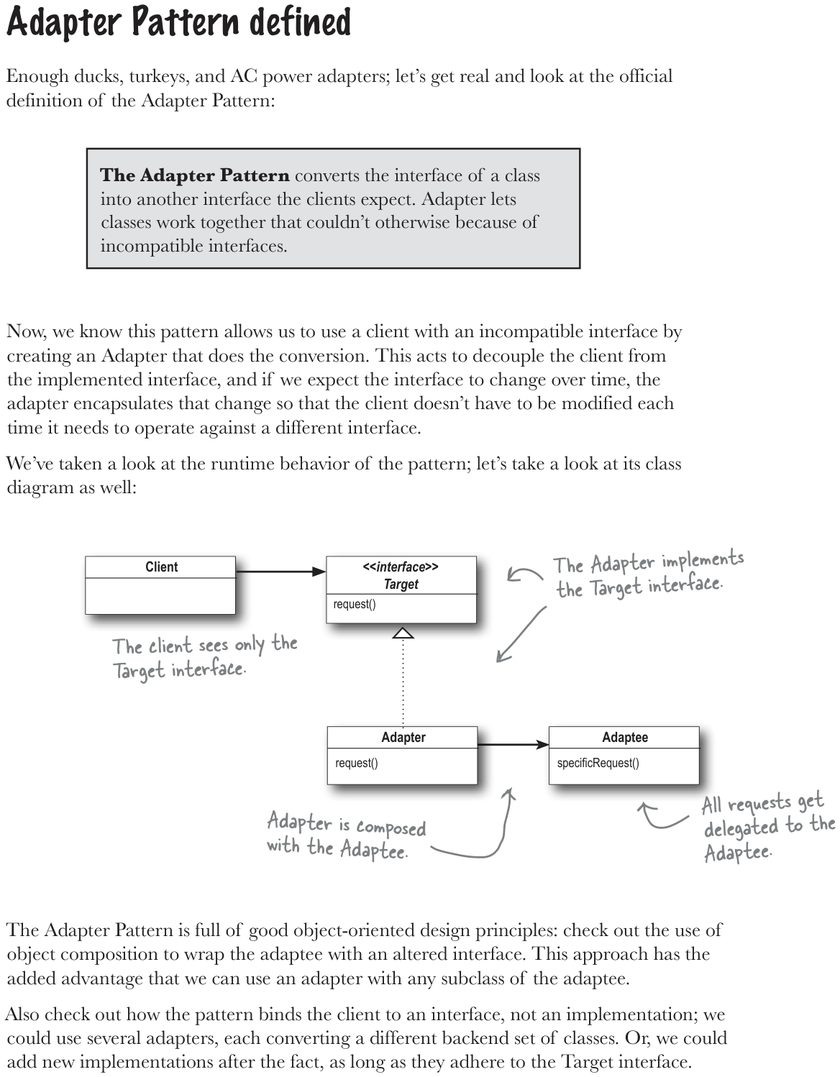 Adapter Pattern defined
Enough ducks, turkeys, and AC power adapters; let’s get real and look at the official
definition of the Adapter Pattern:
The Adapter Pattern converts the interface of a class
into another interface the clients expect. Adapter lets
classes work together that couldn’t otherwise because of
incompatible interfaces.
Now, we know this pattern allows us to use a client with an incompatible interface by
creating an Adapter that does the conversion. This acts to decouple the client from
the implemented interface, and if we expect the interface to change over time, the
adapter encapsulates that change so that the client doesn’t have to be modified each
time it needs to operate against a different interface.
We’ve taken a look at the runtime behavior of the pattern; let’s take a look at its class
diagram as well:
Client
<<interface>>
Target
request()
The Adapter implements
the Target interface.
The client sees only the
Target interface.
Adapter
request()
Adaptee
specificRequest()
Adapter is composed
with the Adaptee.
All requests get
delegated to the
Adaptee.
The Adapter Pattern is full of good object-oriented design principles: check out the use of
object composition to wrap the adaptee with an altered interface. This approach has the
added advantage that we can use an adapter with any subclass of the adaptee.
Also check out how the pattern binds the client to an interface, not an implementation; we
could use several adapters, each converting a different backend set of classes. Or, we could
add new implementations after the fact, as long as they adhere to the Target interface.